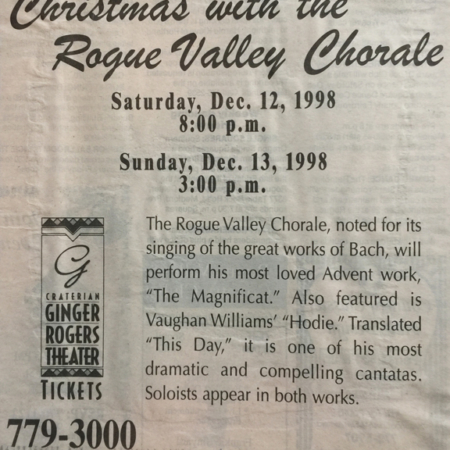 Christmas with the
Rogue Valley Chorale
Saturday, Dec. 12, 1998
8:00 p.m.
Sunday, Dec. 13, 1998
3:00 p.m.
The Rogue Valley Chorale, noted for its
singing of the great works of Bach, will
perform his most loved Advent work,
“The Magnificat.” Also featured is
Vaughan Williams’ “Hodie.” Translated
“This Day,” it is one of his most
dramatic and compelling cantatas.
Soloists appear in both works.
G
CRATERIAN
GINGER
ROGERS
THEATER
TICKETS
779-3000